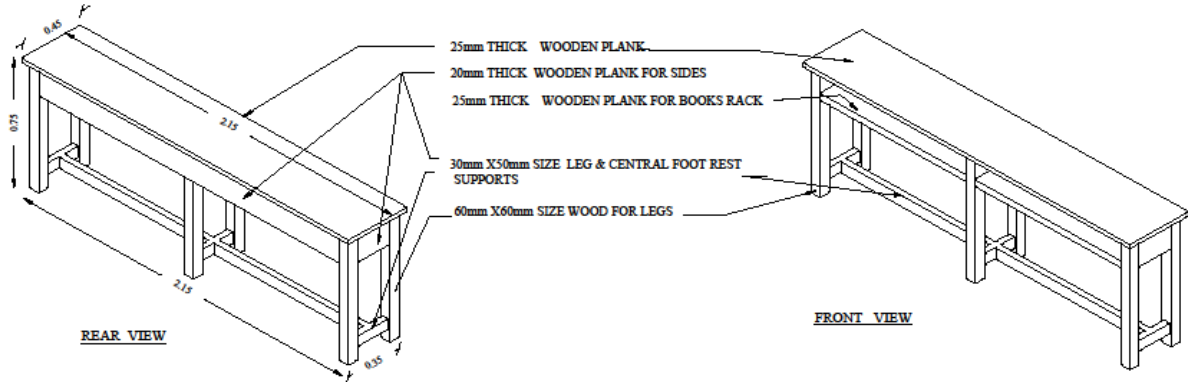 0.45
25mm THICK WOODEN PLANK
20mm THICK WOODEN PLANK FOR SIDES
25mm THICK WOODEN PLANK FOR BOOKS RACK
0.75
2.15
30mm X50mm SIZE LEG & CENTRAL FOOT REST
SUPPORTS
60mm X60mm SIZE WOOD FOR LEGS
2.15
0.35
REAR VIEW
FRONT VIEW